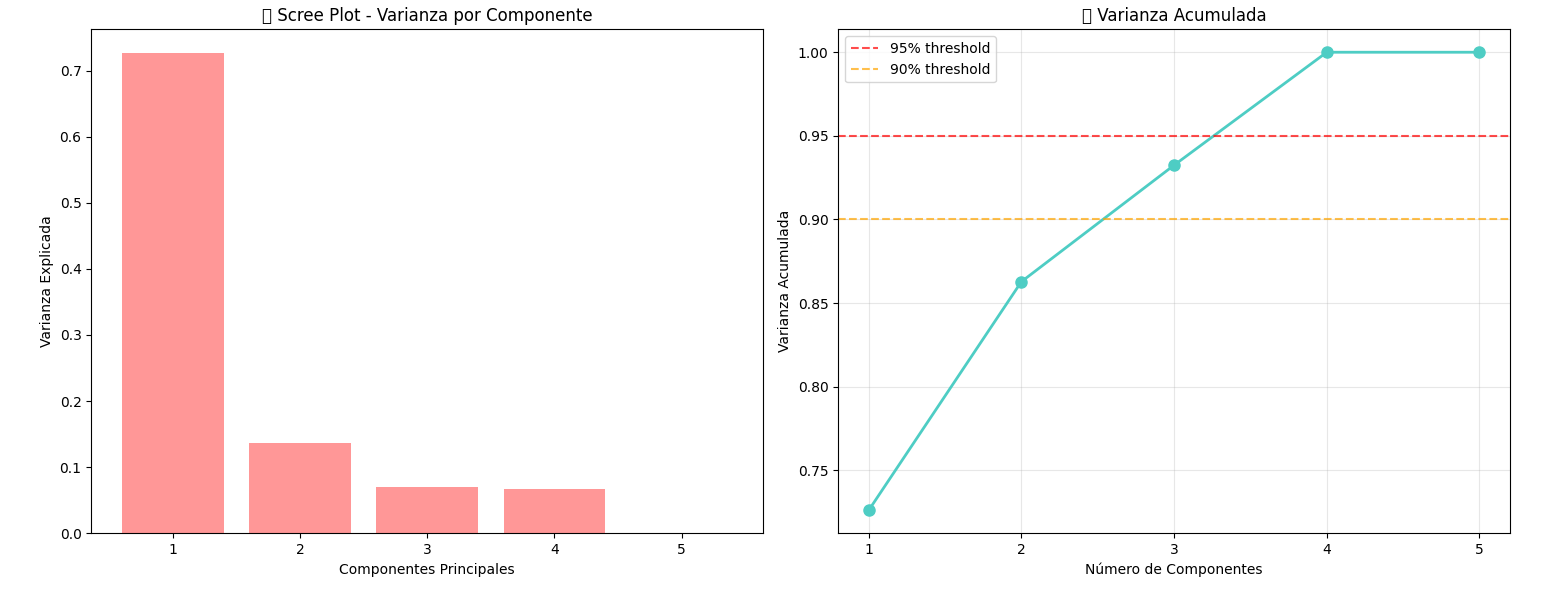 ▯ Scree Plot - Varianza por Componente
0.7
0.6
0.5
0.4
0.3
0.2
0.1
0.0
Varianza Explicada
1 2 3 4 5
Componentes Principales
▯ Varianza Acumulada
95% threshold
90% threshold
1.00
0.95
0.90
0.85
0.80
0.75
Varianza Acumulada
1 2 3 4 5
Número de Componentes